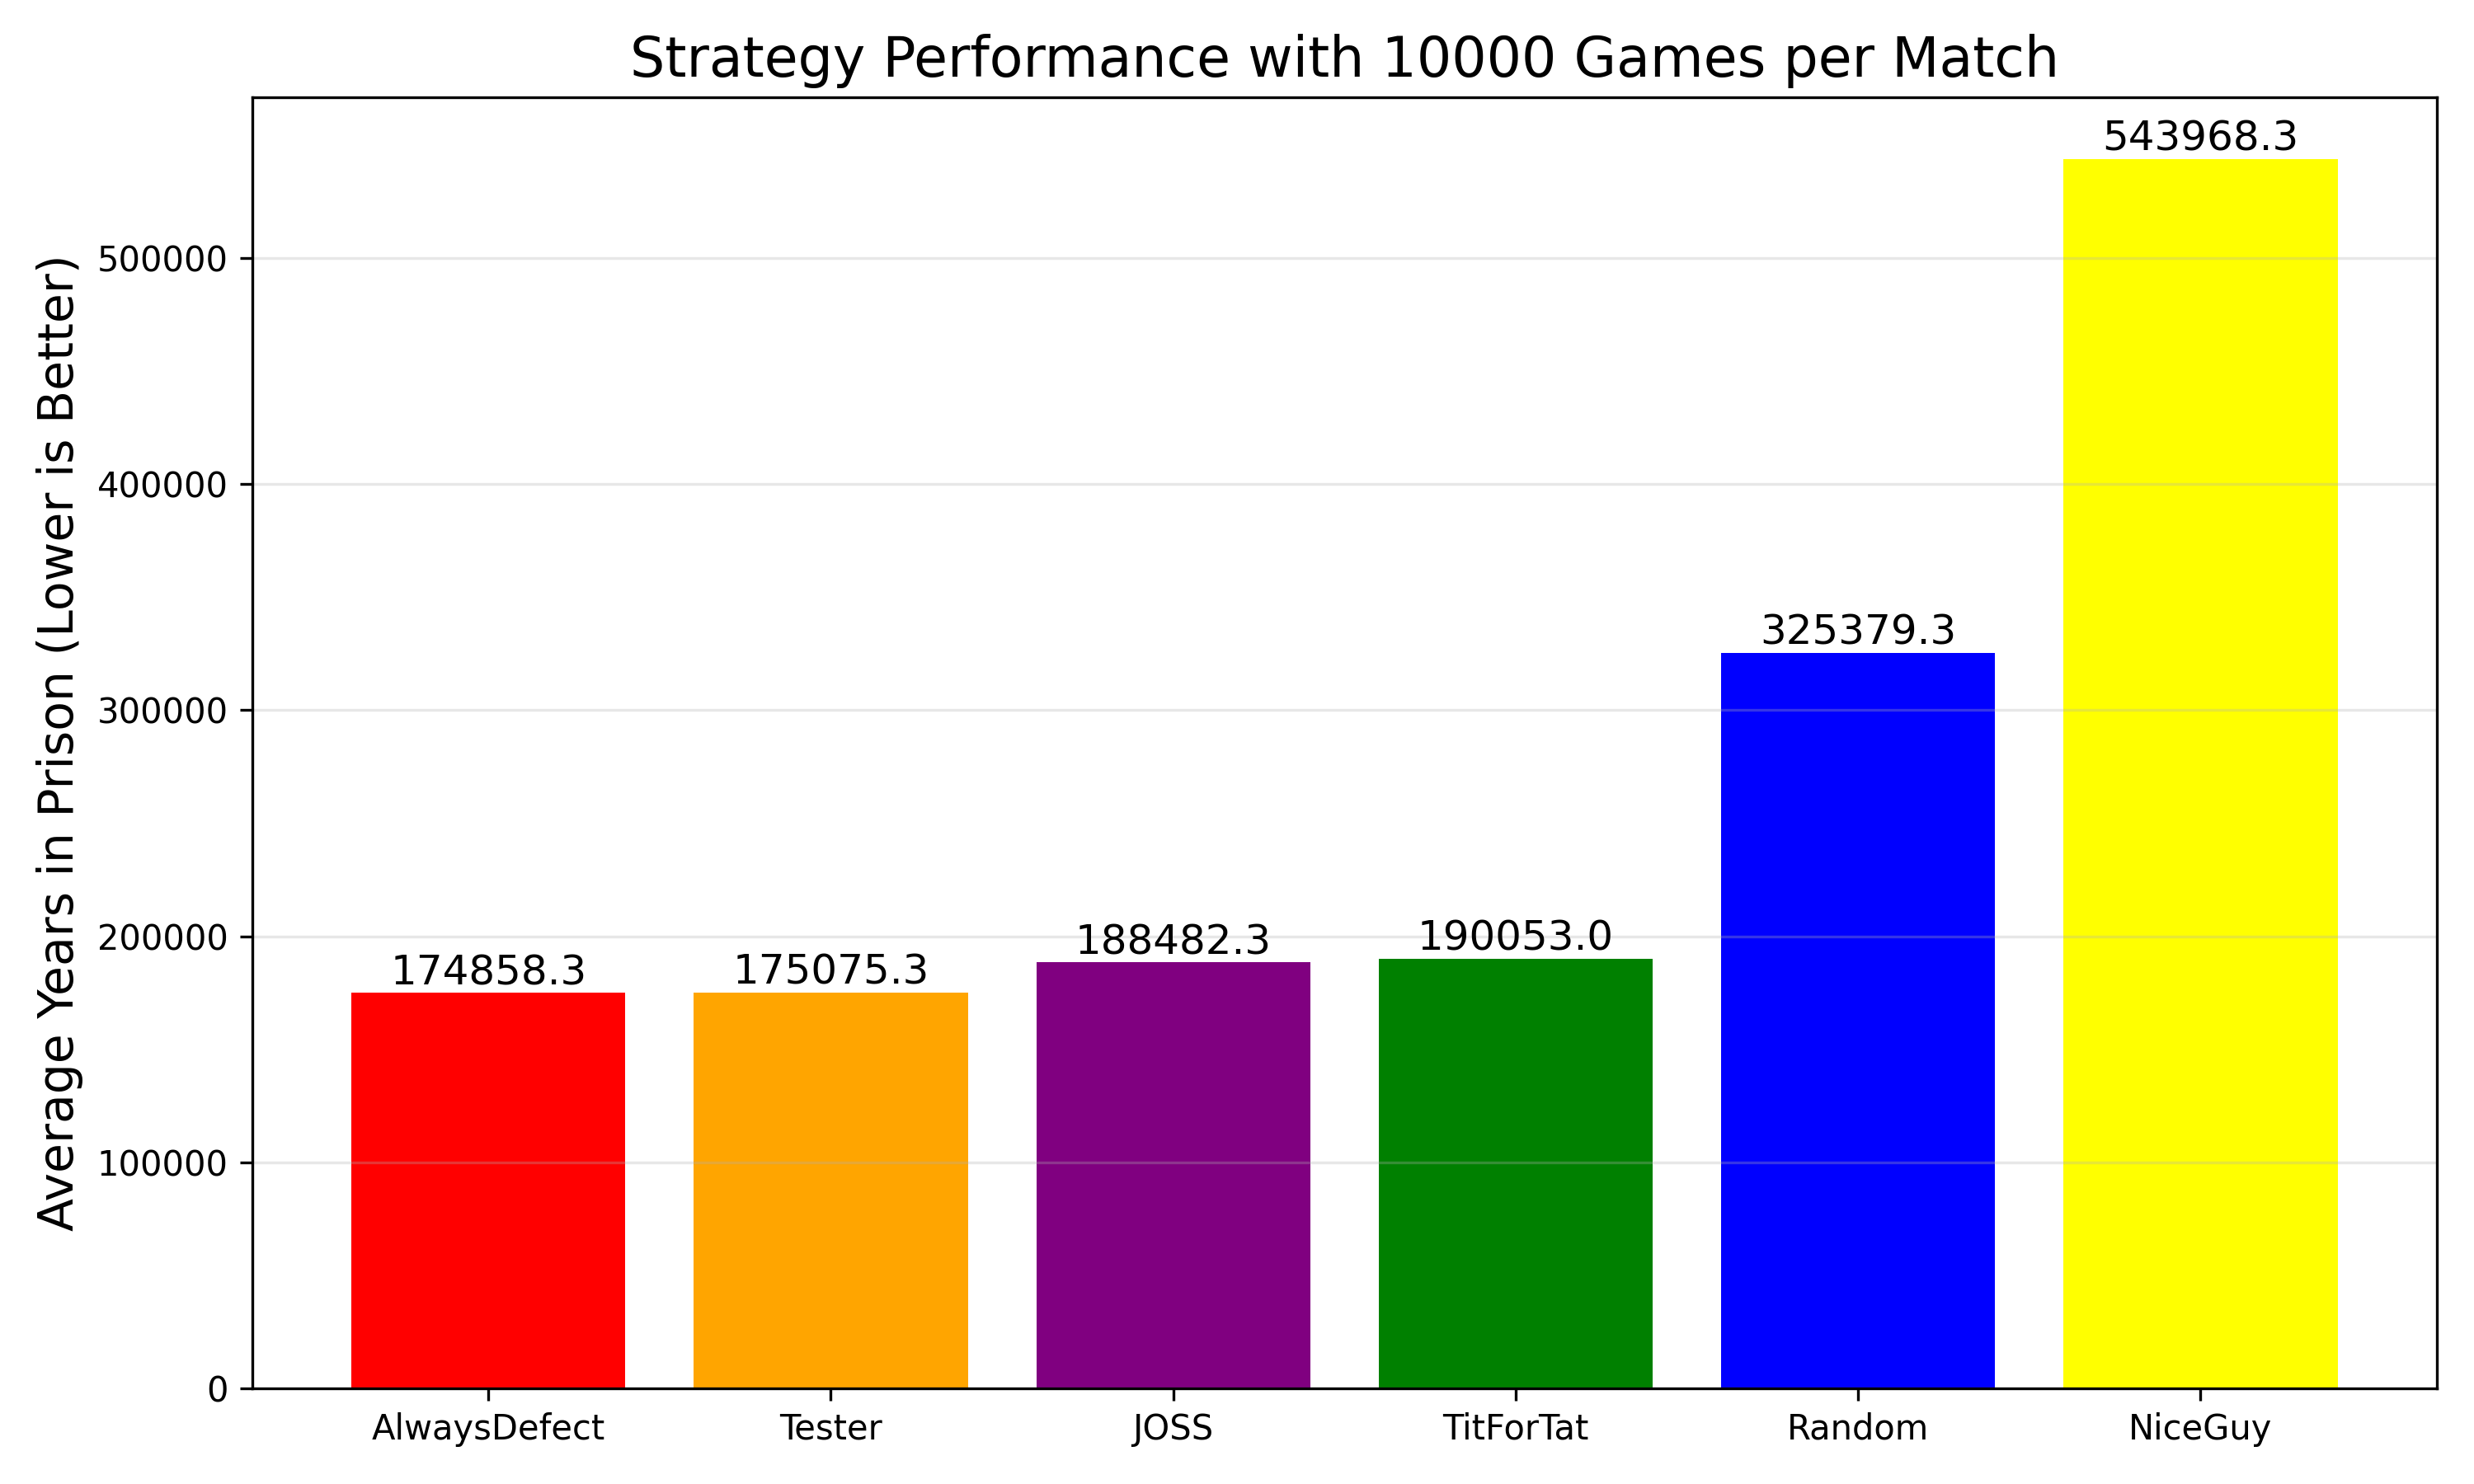 Strategy Performance with 10000 Games per Match
Average Years in Prison (Lower is Better)
500000
400000
300000
200000
100000
0
174858.3
175075.3
188482.3
190053.0
325379.3
543968.3
AlwaysDefect
Tester
JOSS
TitForTat
Random
NiceGuy